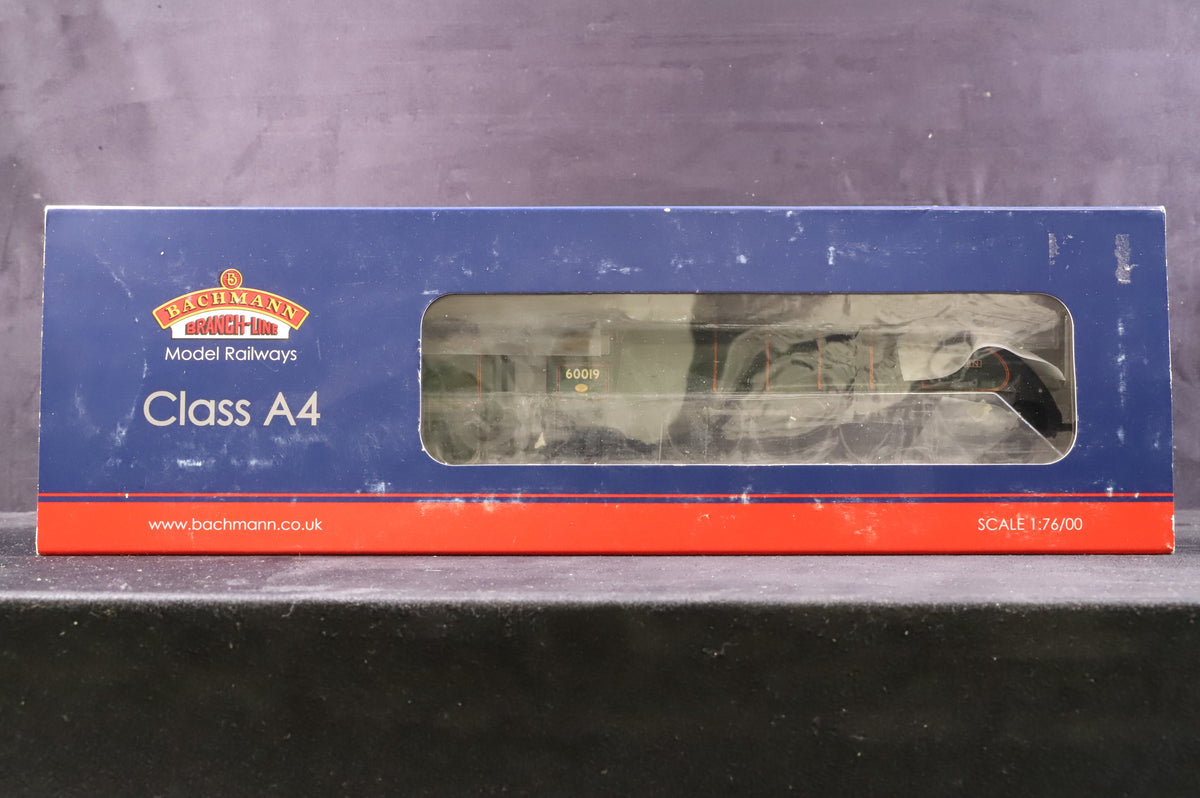 B
BACHMANN
BRANCH-LINE
Model Railways
Class A4
60019
www.bachmann.co.uk
SCALE 1:76/00